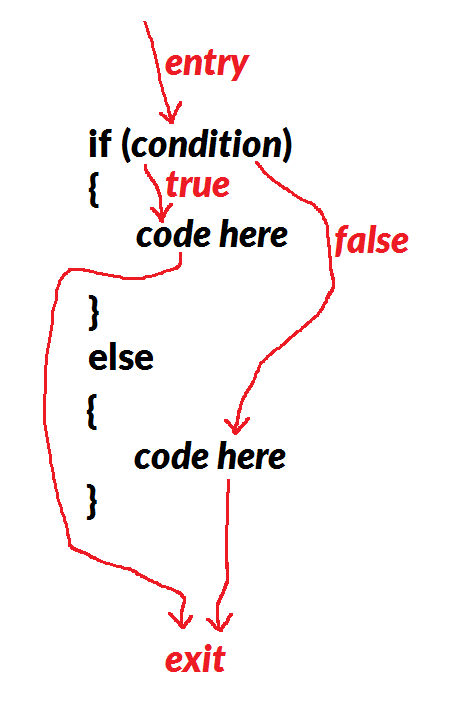 entry
if (condition)
{ true
code here
false
}
else
{
code here
}
exit